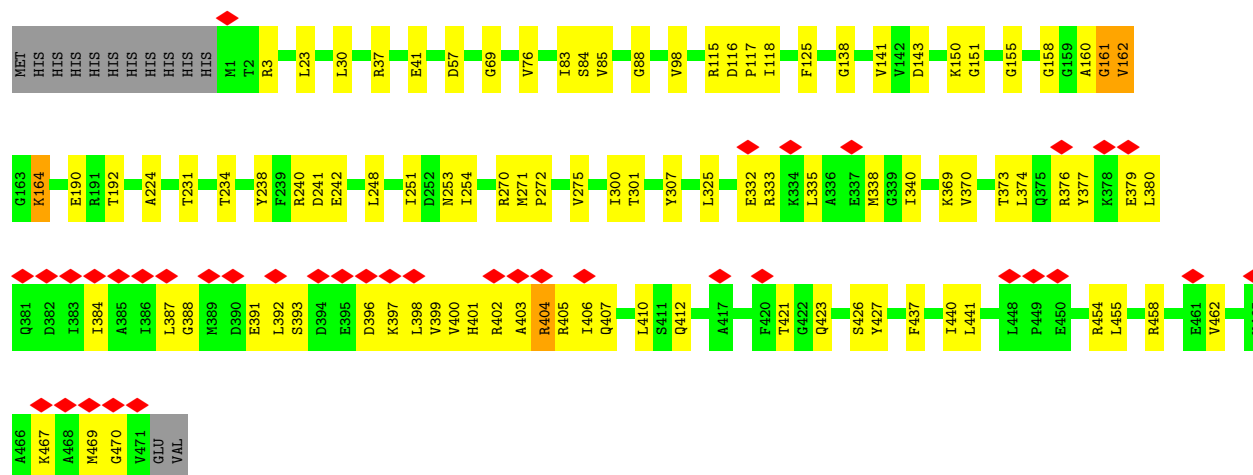 MET HIS HIS HIS HIS HIS HIS HIS HIS M1 T2 R3 L23 L30 R37 E41 D57 G69 V76 I83 S84 V85 G88 V98 R115 D116 P117 I118 F125 G138 V141 V142 D143 K150 G151 G155 G158 G159 A160 G161 V162
G163 K164 E190 R191 T192 A224 T231 T234 Y238 F239 R240 D241 E242 L248 I251 D252 N253 I254 R270 M271 P272 V275 I300 T301 Y307 L325 E332 R333 K334 L335 A336 E337 M338 G339 I340 K369 V370 T373 L374 Q375 R376 Y377 K378 E379 L380
Q381 D382 I383 I384 A385 I386 L387 G388 M389 D390 E391 L392 S393 D394 E395 D396 K397 L398 V399 V400 H401 R402 A403 R404 R405 I406 Q407 L410 S411 Q412 A417 F420 T421 G422 Q423 S426 Y427 F437 I440 L441 L448 P449 E450 R454 L455 R458 E461 V462
A466 K467 A468 M469 G470 V471 GLU VAL